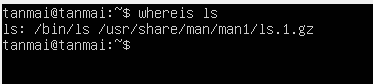 tanmai@tanmai:~$ whereis ls
ls: /bin/ls /usr/share/man/man1/ls.1.gz
tanmai@tanmai:~$